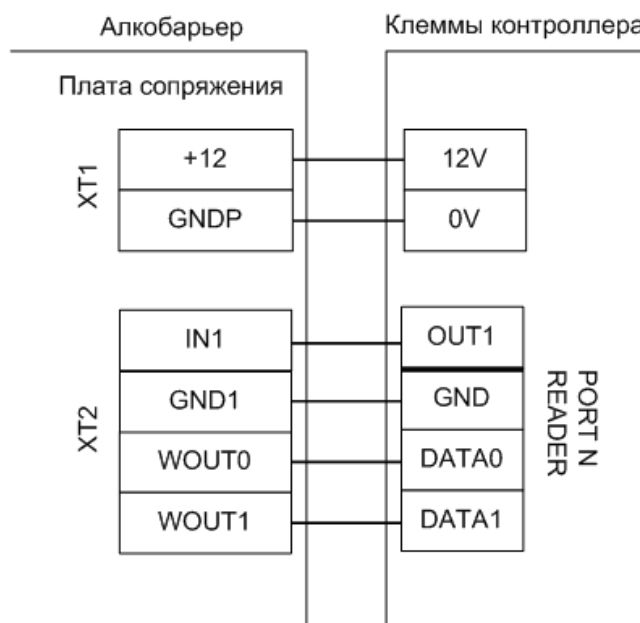 Алкобарьер
Клеммы контроллера
Плата сопряжения
XT1
+12
12V
GNDP
0V
XT2
IN1
OUT1
GND1
GND
WOUT0
DATA0
WOUT1
DATA1
PORT N
READER